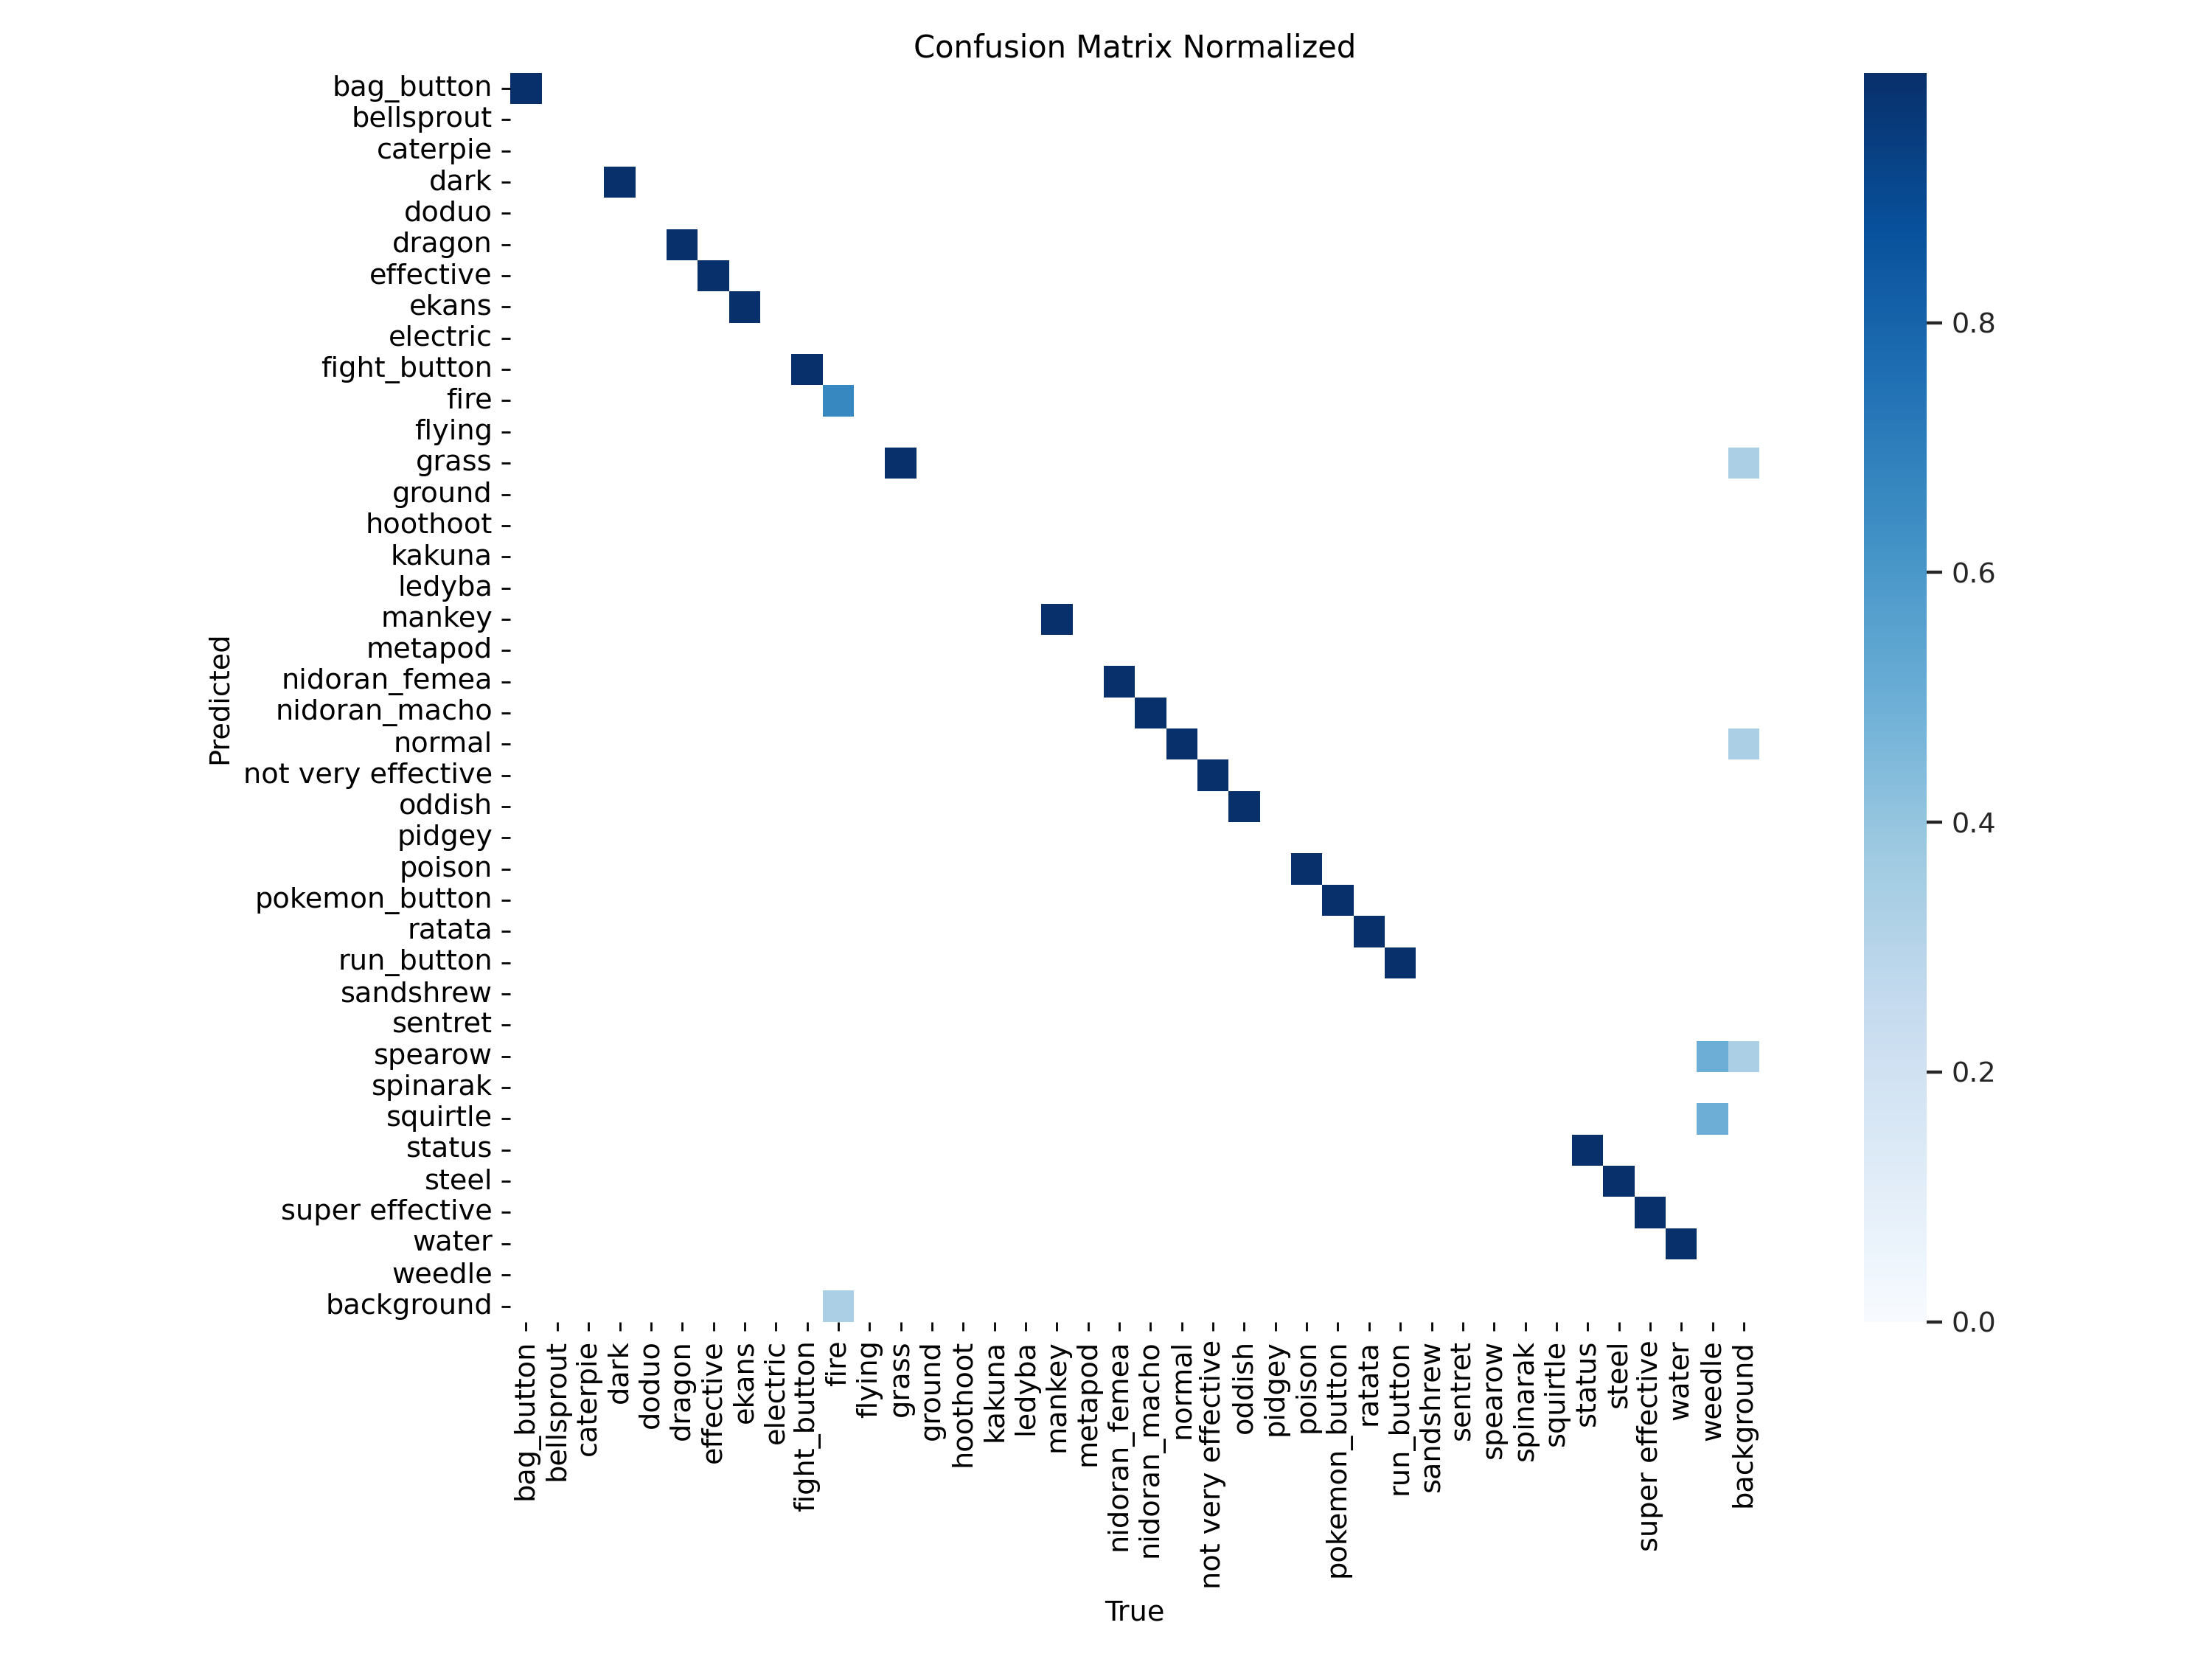 Confusion Matrix Normalized
bag_button
bellsprout
caterpie
dark
doduo
dragon
effective
ekans
electric
fight_button
fire
flying
grass
ground
hoothoot
kakuna
ledyba
mankey
metapod
nidoran_femea
nidoran_macho
normal
not very effective
oddish
pidgey
poison
pokemon_button
ratata
run_button
sandshrew
sentret
spearow
spinarak
squirtle
status
steel
super effective
water
weedle
background
Predicted
bag_button
bellsprout
caterpie
dark
doduo
dragon
effective
ekans
electric
fight_button
fire
flying
grass
ground
hoothoot
kakuna
ledyba
mankey
metapod
nidoran_femea
nidoran_macho
normal
not very effective
oddish
pidgey
poison
pokemon_button
ratata
run_button
sandshrew
sentret
spearow
spinarak
squirtle
status
steel
super effective
water
weedle
background
True
0.8
0.6
0.4
0.2
0.0